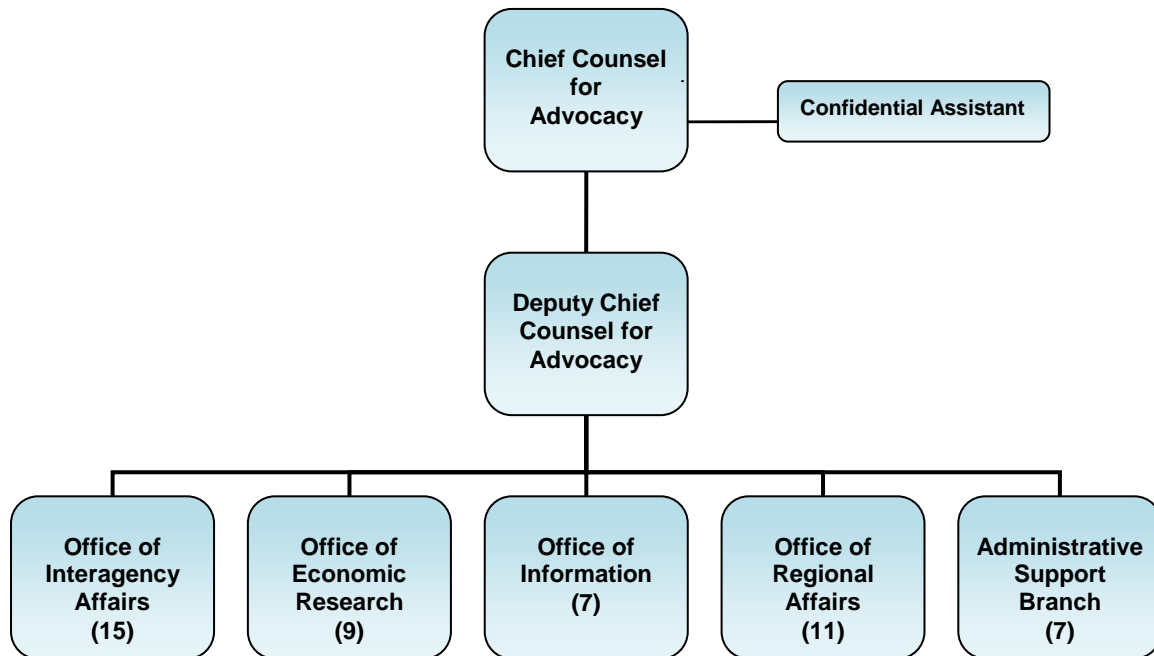 Chief Counsel
for
Advocacy
Confidential Assistant
Deputy Chief
Counsel for
Advocacy
Office of
Interagency
Affairs
(15)
Office of
Economic
Research
(9)
Office of
Information
(7)
Office of
Regional
Affairs
(11)
Administrative
Support
Branch
(7)